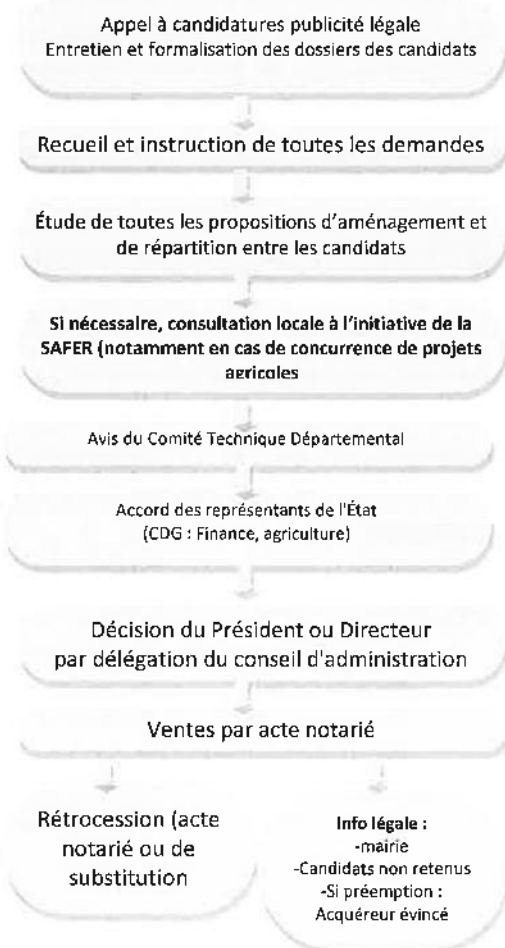 Appel à candidatures publicité légale
Entretien et formalisation des dossiers des candidats
Recueil et instruction de toutes les demandes
Étude de toutes les propositions d'aménagement et
de répartition entre les candidats
Si nécessaire, consultation locale à l'initiative de la
SAFER (notamment en cas de concurrence de projets
agricoles
Avis du Comité Technique Départemental
Accord des représentants de l'État
(CDG : Finance, agriculture)
Décision du Président ou Directeur
par délégation du conseil d'administration
Ventes par acte notarié
Rétrocession (acte
notarié ou de
substitution
Info légale :
-mairie
-Candidats non retenus
-Si préemption :
Acquéreur évincé